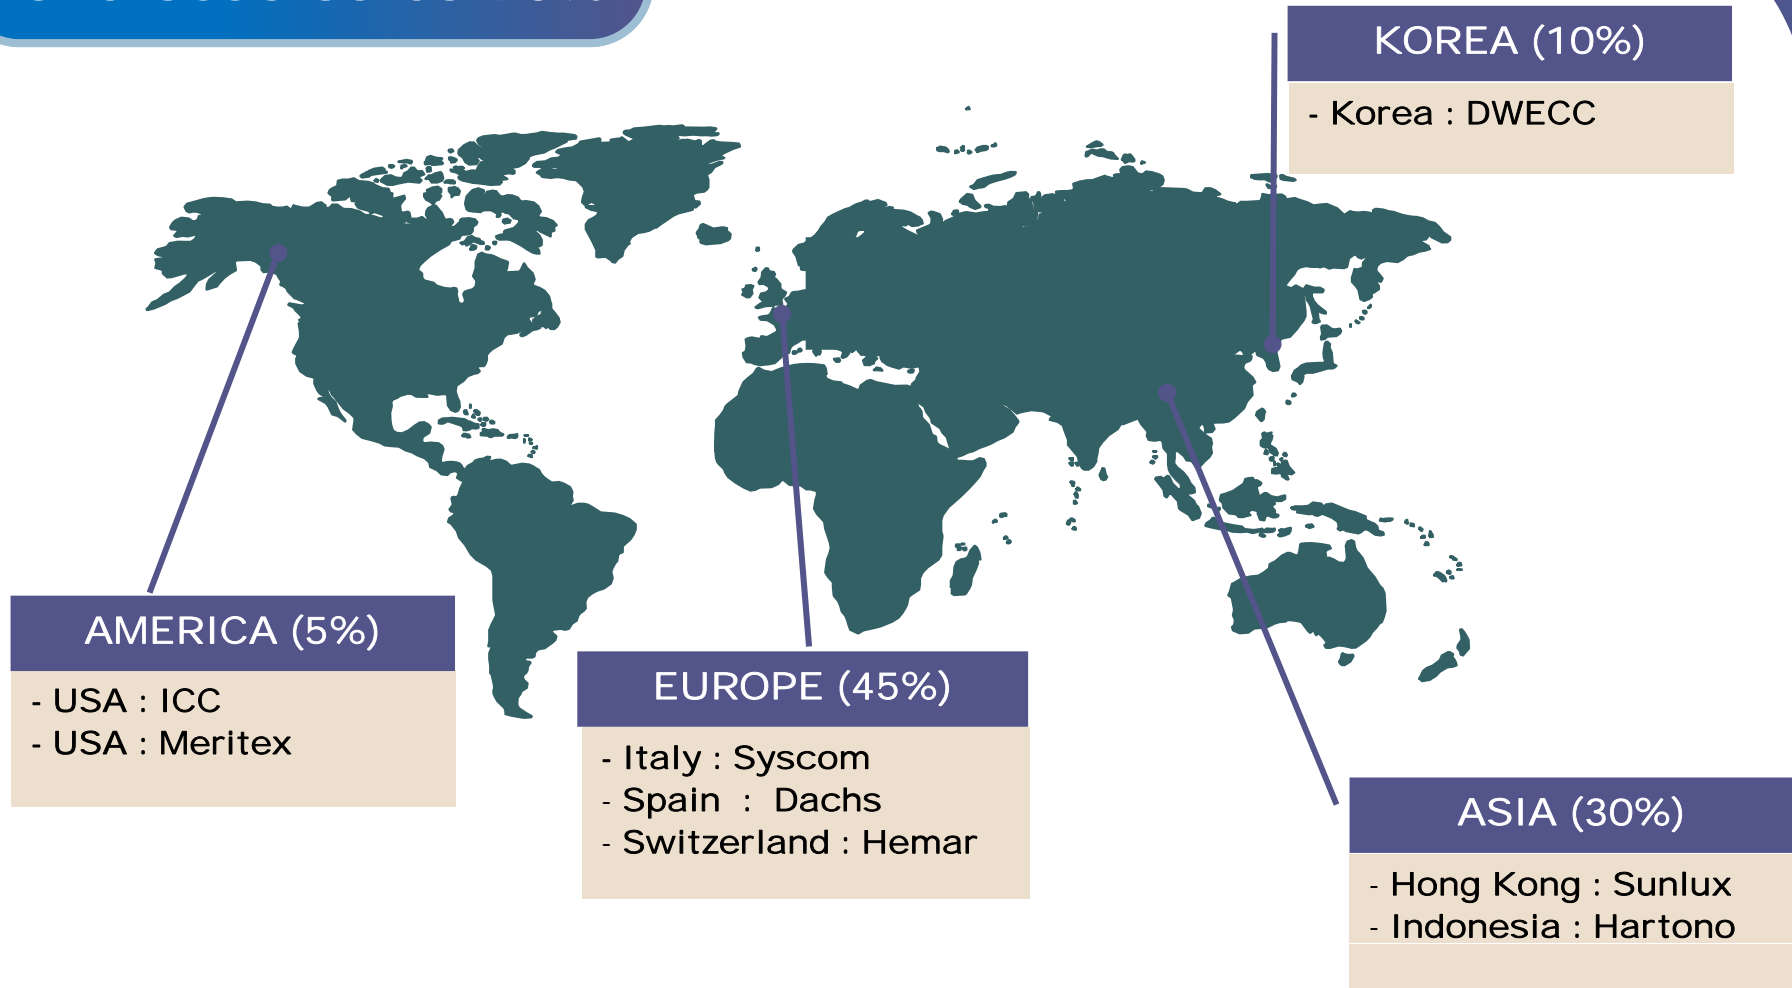 KOREA (10%)
- Korea : DWECC
AMERICA (5%)
- USA : ICC
- USA : Meritex
EUROPE (45%)
- Italy : Syscom
- Spain : Dachs
- Switzerland : Hemar
ASIA (30%)
- Hong Kong : Sunlux
- Indonesia : Hartono